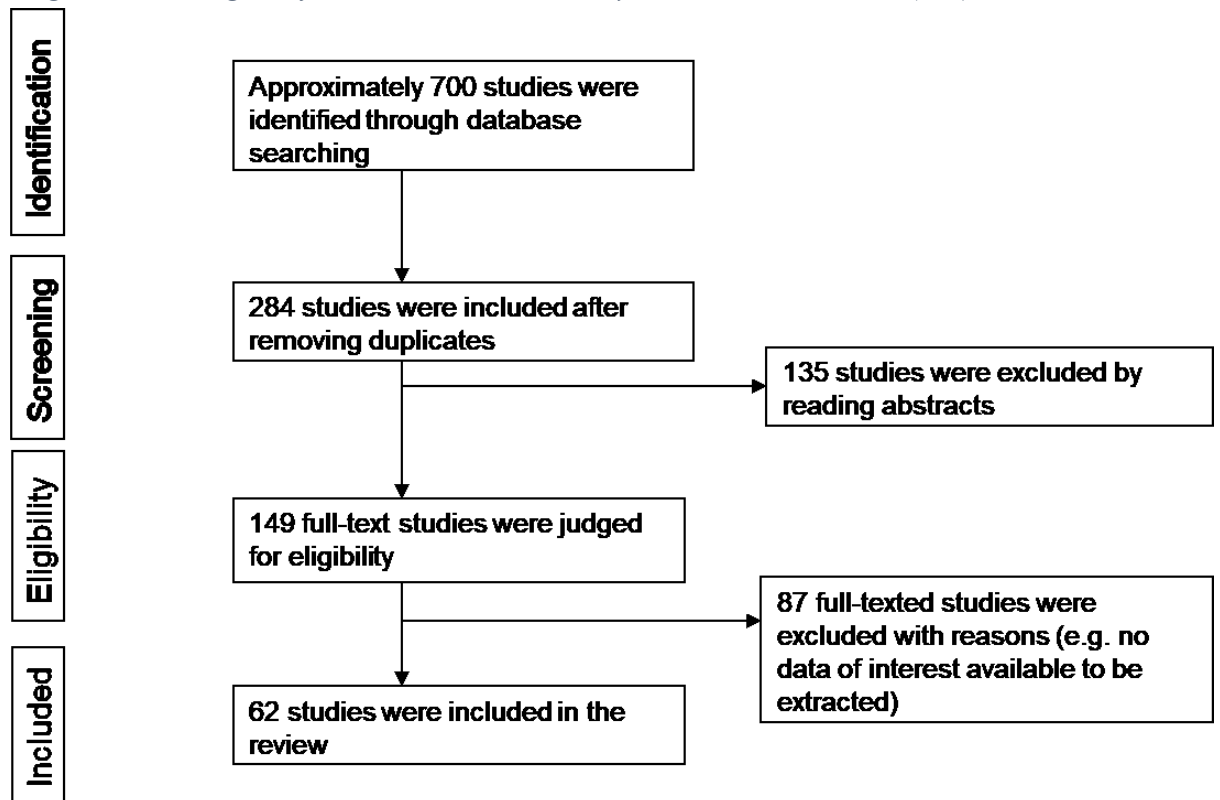 Identification
Approximately 700 studies were
identified through database
searching
Screening
284 studies were included after
removing duplicates
135 studies were excluded by
reading abstracts
Eligibility
149 full-text studies were judged
for eligibility
87 full-texted studies were
excluded with reasons (e.g. no
data of interest available to be
extracted)
Included
62 studies were included in the
review